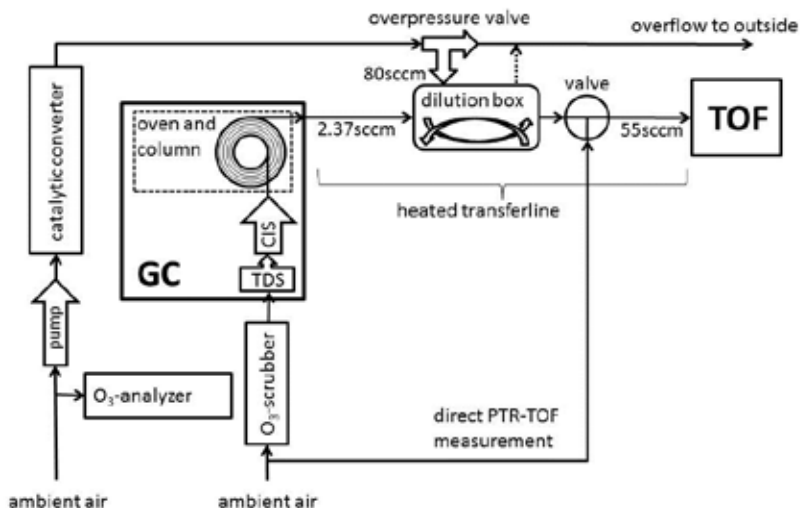 overpressure valve
overflow to outside
80sccm
valve
dilution box
TOF
oven and
column
2.37sccm
55sccm
catalytic converter
heated transferline
CIS
GC
TDS
pump
O₃-analyzer
O₃-scrubber
direct PTR-TOF
measurement
ambient air
ambient air